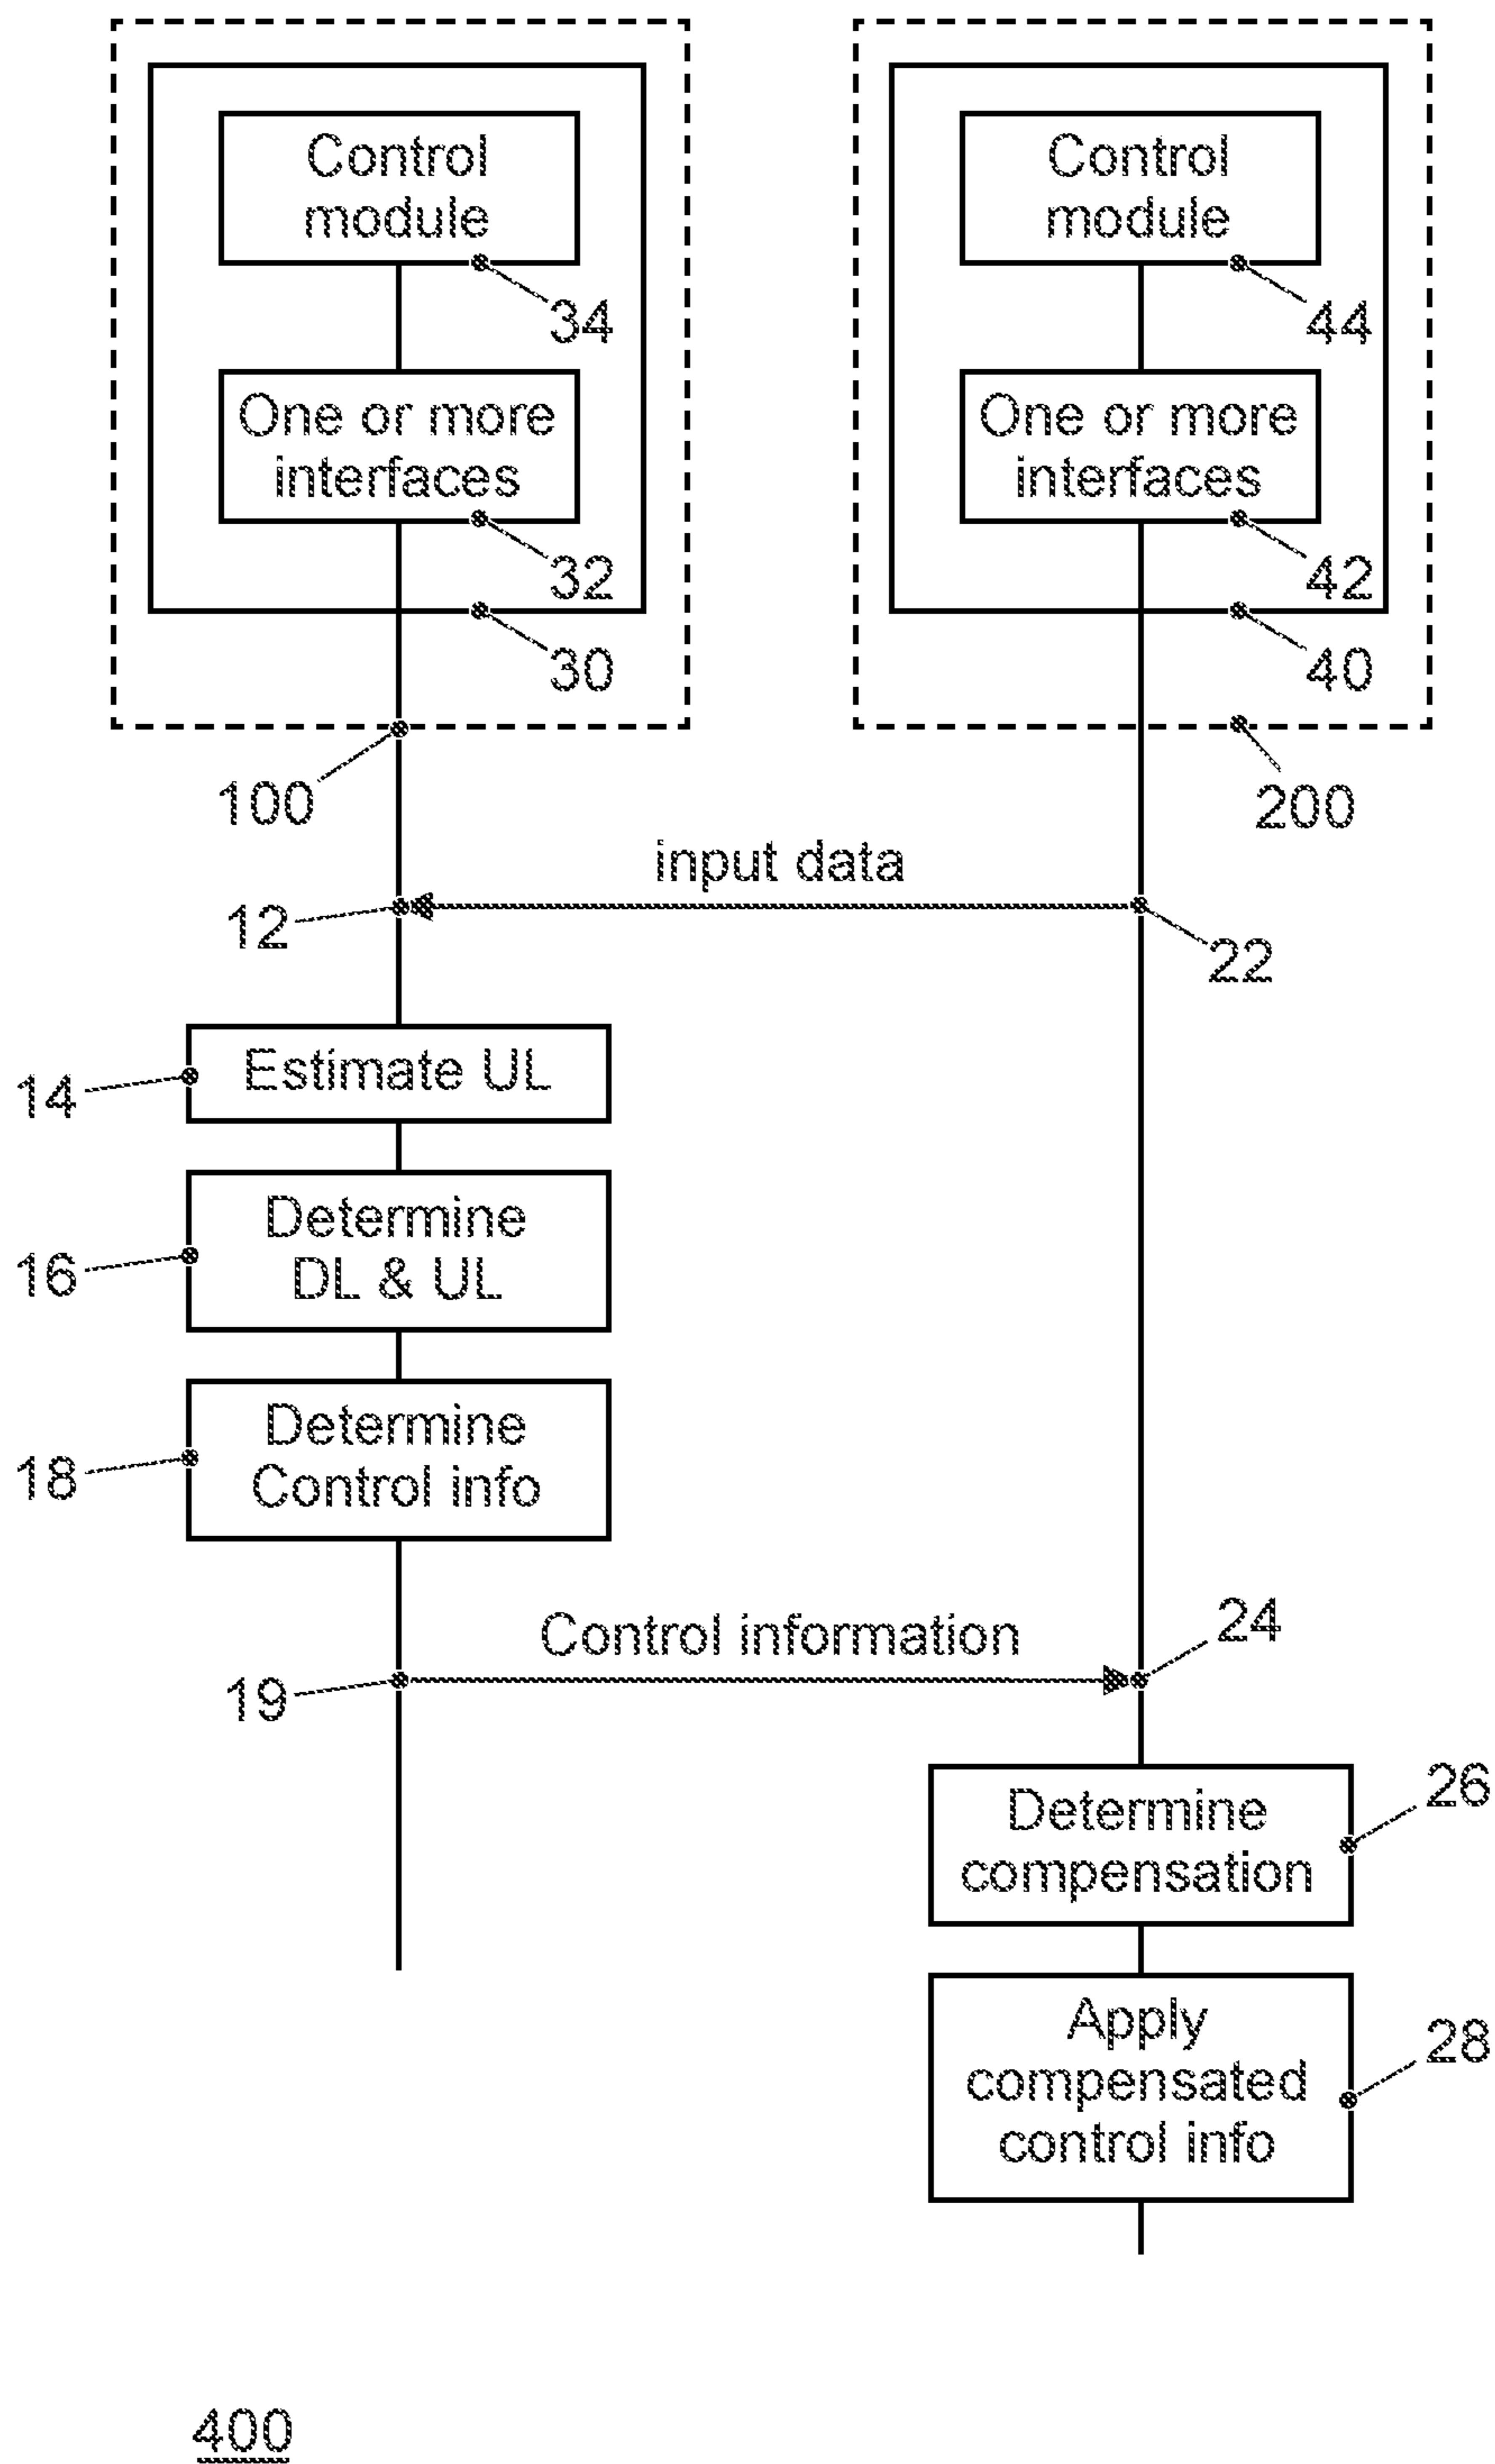 Control
module
34
One or more
interfaces
32
30
100
Control
module
44
One or more
interfaces
42
40
200
input data
12
22
Estimate UL
14
Determine
DL & UL
16
Determine
Control info
18
Control information
19
24
Determine
compensation
26
Apply
compensated
control info
28
400